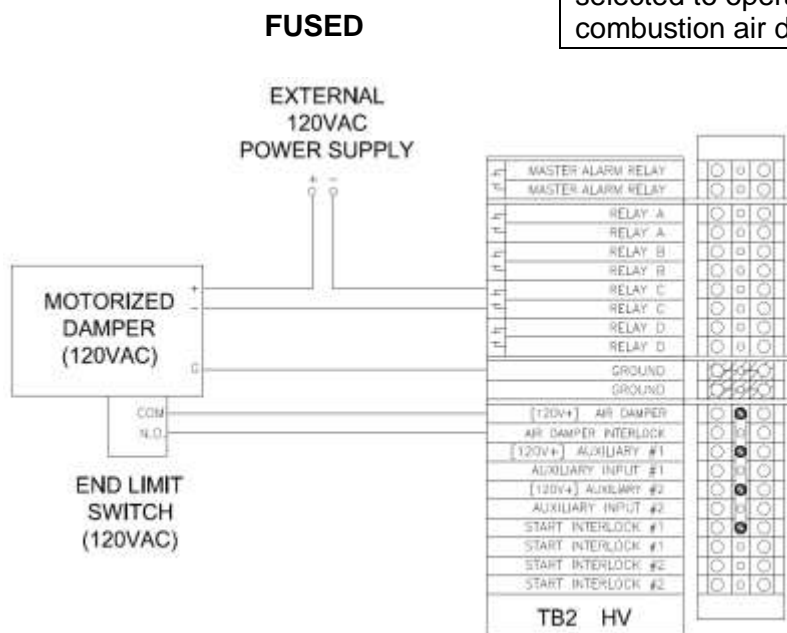 selected to oper
combustion air d
FUSED
EXTERNAL
120VAC
POWER SUPPLY
+ -
MASTER ALARM RELAY
MASTER ALARM RELAY
RELAY A
RELAY A
RELAY B
RELAY B
RELAY C
RELAY C
RELAY D
RELAY D
GROUND
GROUND
[120V+] AIR DAMPER
AIR DAMPER INTERLOCK
[120V+] AUXILIARY #1
AUXILIARY INPUT #1
[120V+] AUXILIARY #2
AUXILIARY INPUT #2
START INTERLOCK #1
START INTERLOCK #1
START INTERLOCK #2
START INTERLOCK #2
TB2 HV
MOTORIZED
DAMPER
(120VAC)
+
-
G
COM
N.O.
END LIMIT
SWITCH
(120VAC)